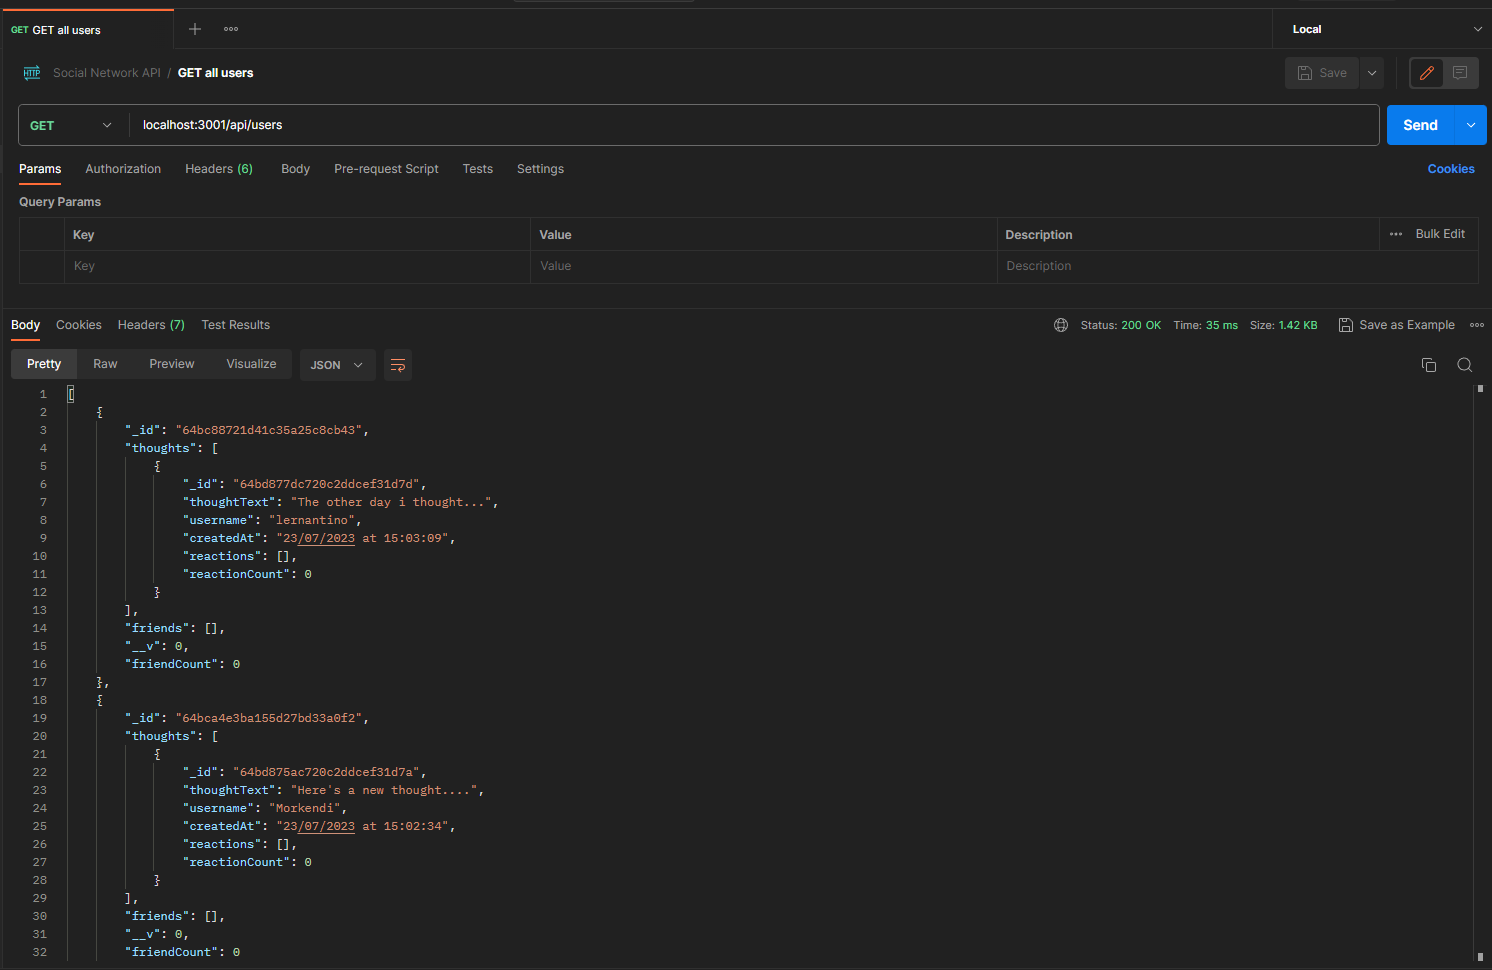 GET GET all users
Local
HTTP Social Network API / GET all users
Save
GET localhost:3001/api/users
Send
Params Authorization Headers (6) Body Pre-request Script Tests Settings Cookies
Query Params
Key Value Description Bulk Edit
Key Value Description
Body Cookies Headers (7) Test Results Status: 200 OK Time: 35 ms Size: 1.42 KB Save as Example
Pretty Raw Preview Visualize JSON
1 [
2 {
3 "_id": "64bc88721d41c35a25c8cb43",
4 "thoughts": [
5 {
6 "_id": "64bd877dc720c2ddcef31d7d",
7 "thoughtText": "The other day i thought...",
8 "username": "lernantino",
9 "createdAt": "23/07/2023 at 15:03:09",
10 "reactions": [],
11 "reactionCount": 0
12 }
13 ],
14 "friends": [],
15 "__v": 0,
16 "friendCount": 0
17 },
18 {
19 "_id": "64bca4e3ba155d27bd33a0f2",
20 "thoughts": [
21 {
22 "_id": "64bd875ac720c2ddcef31d7a",
23 "thoughtText": "Here's a new thought....",
24 "username": "Morkendi",
25 "createdAt": "23/07/2023 at 15:02:34",
26 "reactions": [],
27 "reactionCount": 0
28 }
29 ],
30 "friends": [],
31 "__v": 0,
32 "friendCount": 0